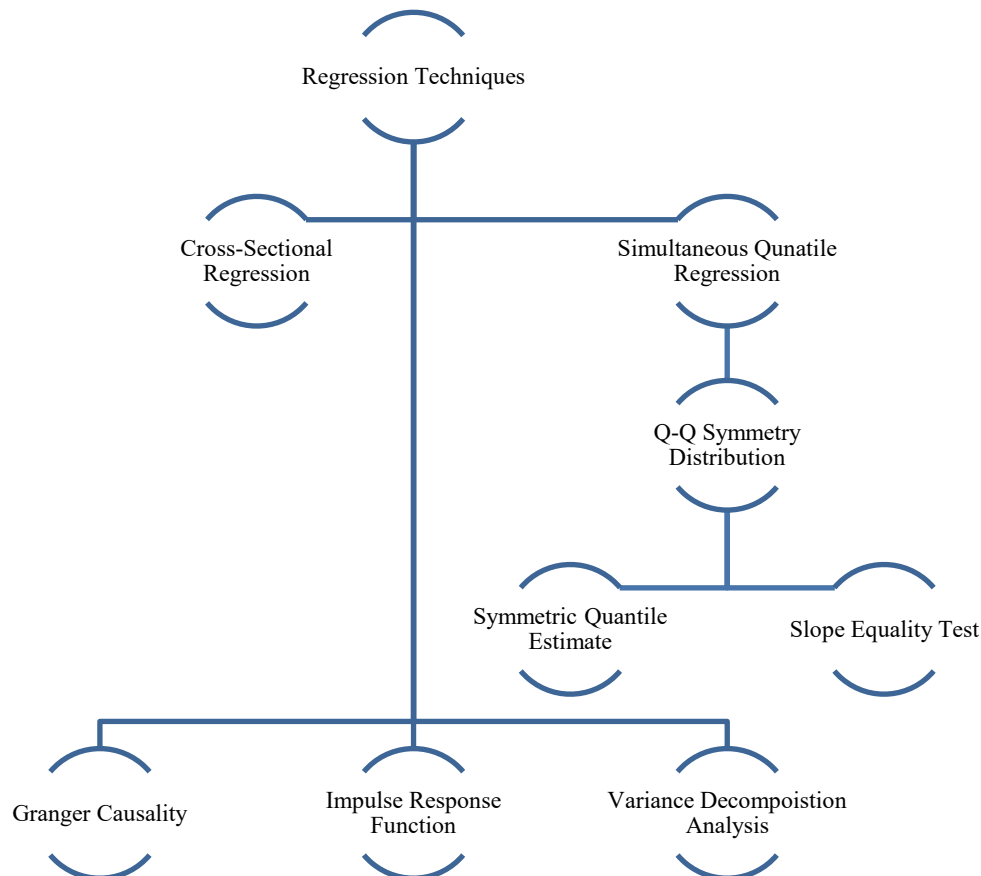 Regression Techniques
Cross-Sectional
Regression
Simultaneous Qunatile
Regression
Q-Q Symmetry
Distribution
Symmetric Quantile
Estimate
Slope Equality Test
Granger Causality
Impulse Response
Function
Variance Decompoistion
Analysis